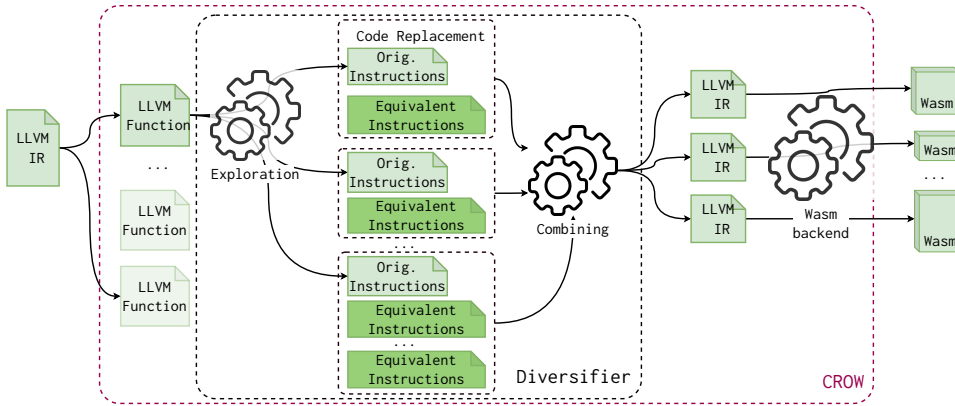 LLVM
IR
LLVM
Function
...
LLVM
Function
LLVM
Function
Exploration
Code Replacement
Orig.
Instructions
Equivalent
Instructions
Orig.
Instructions
Equivalent
Instructions
...
Orig.
Instructions
Equivalent
Instructions
...
Equivalent
Instructions
Combining
Diversifier
LLVM
IR
LLVM
IR
LLVM
IR
Wasm
backend
Wasm
Wasm
...
Wasm
CROW